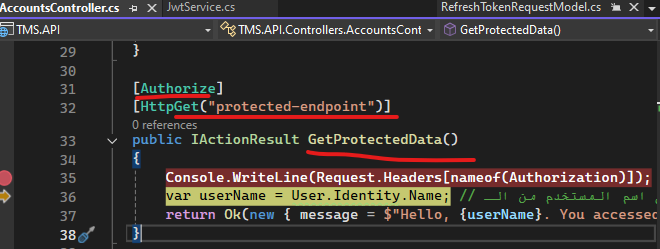 AccountsController.cs JwtService.cs RefreshTokenRequestModel.cs
TMS.API TMS.API.Controllers.AccountsCont GetProtectedData()
29 }
30
31 [Authorize]
32 [HttpGet("protected-endpoint")]
0 references
33 public IActionResult GetProtectedData()
34 {
35 Console.WriteLine(Request.Headers[nameof(Authorization)]);
36 var userName = User.Identity.Name; // اسم المستخدم من الـ
37 return Ok(new { message = $"Hello, {userName}. You accessed
38 }